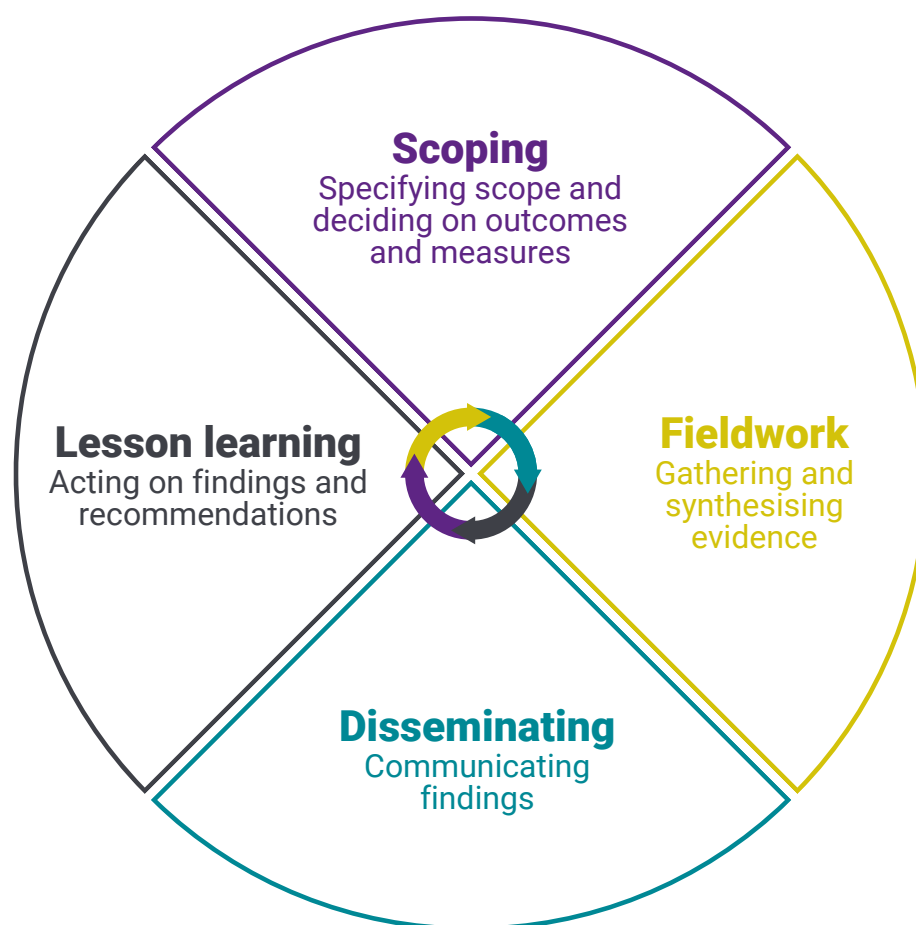 Scoping
Specifying scope and
deciding on outcomes
and measures
Fieldwork
Gathering and
synthesising
evidence
Disseminating
Communicating
findings
Lesson learning
Acting on findings and
recommendations